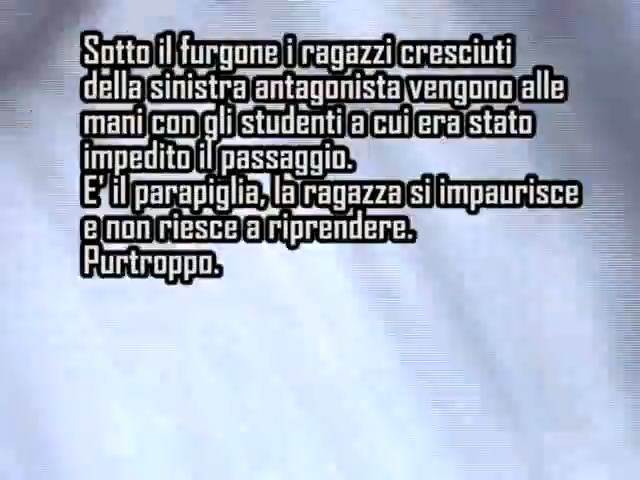 Sotto il furgone i ragazzi cresciuti
della sinistra antagonista vengono alle
mani con gli studenti a cui era stato
impedito il passaggio.
E' il parapiglia, la ragazza si impaurisce
e non riesce a riprendere.
Purtroppo.